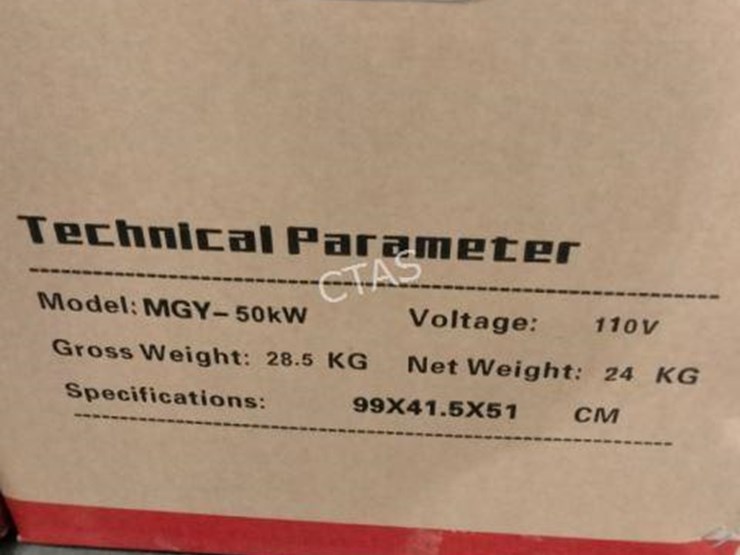 Technical Parameter
CTAS
Model: MGY-50kW Voltage: 110V
Gross Weight: 28.5 KG Net Weight: 24 KG
Specifications: 99X41.5X51 CM